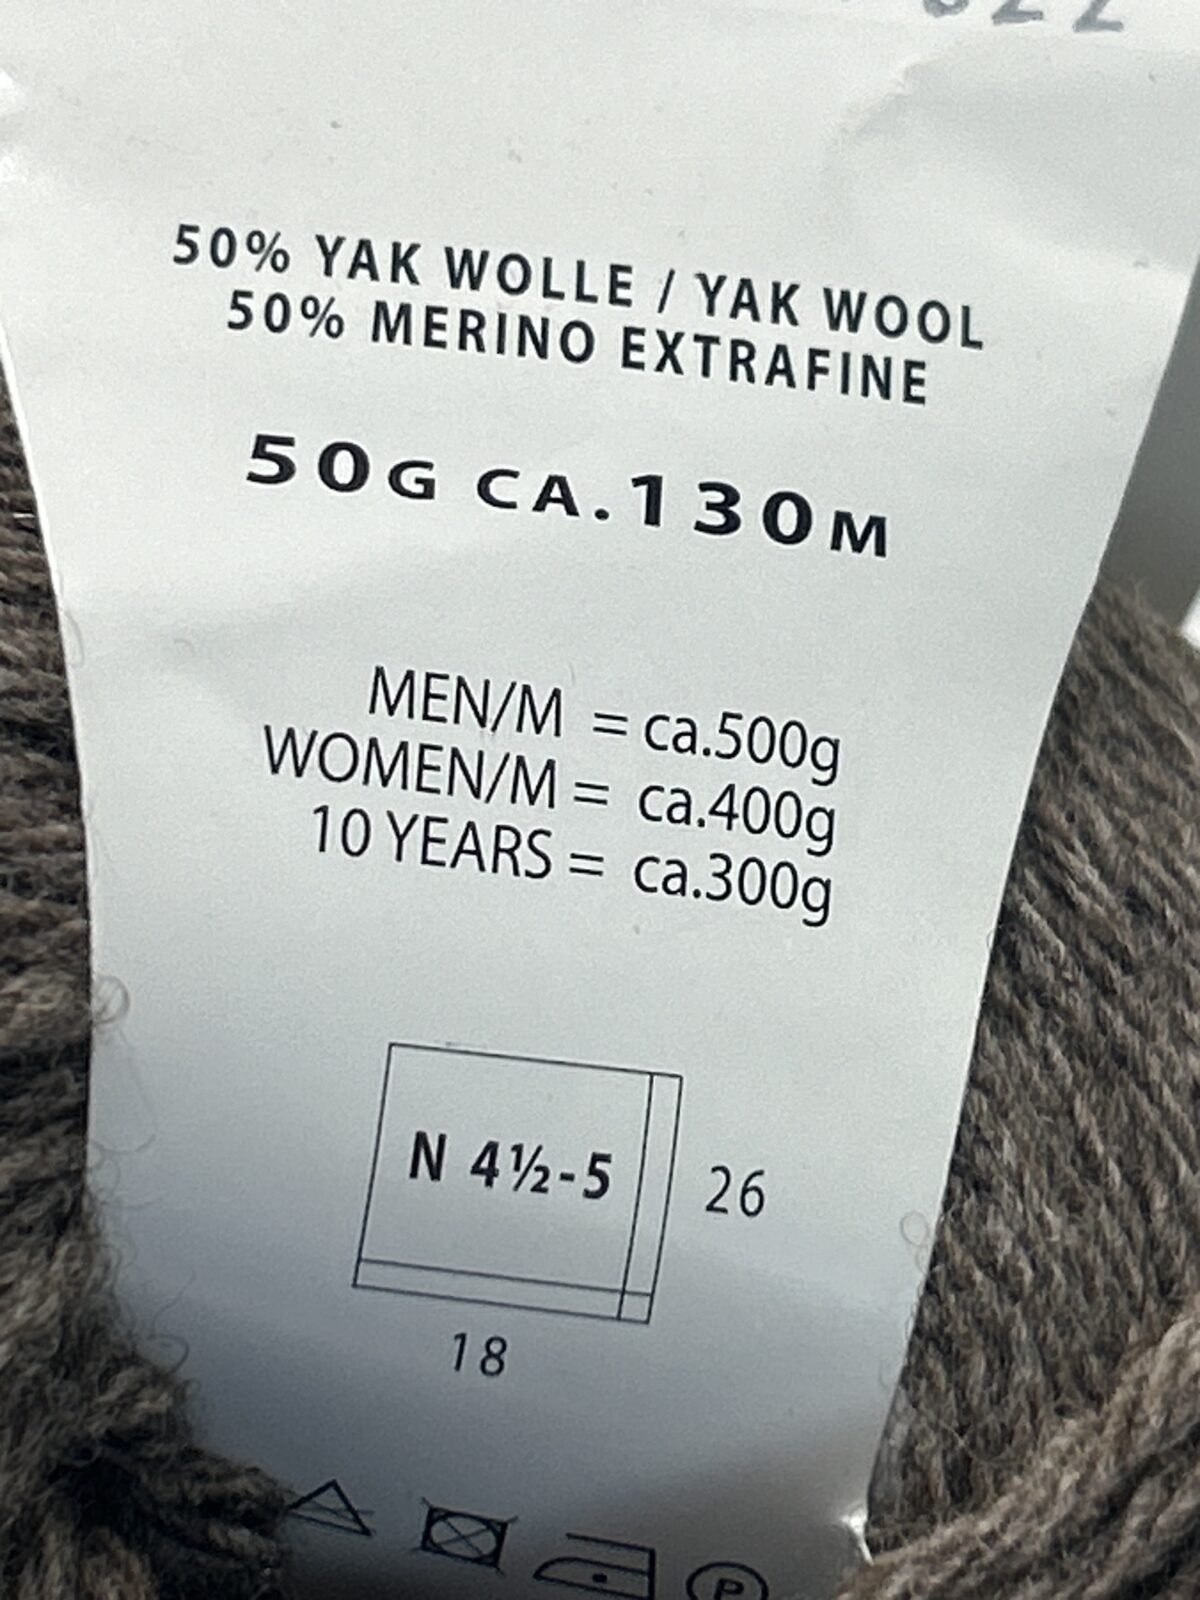 50% YAK WOLLE / YAK WOOL
50% MERINO EXTRAFINE
50G CA.130M
MEN/M = ca.500g
WOMEN/M = ca.400g
10 YEARS = ca.300g
N 4½-5
26
18
P